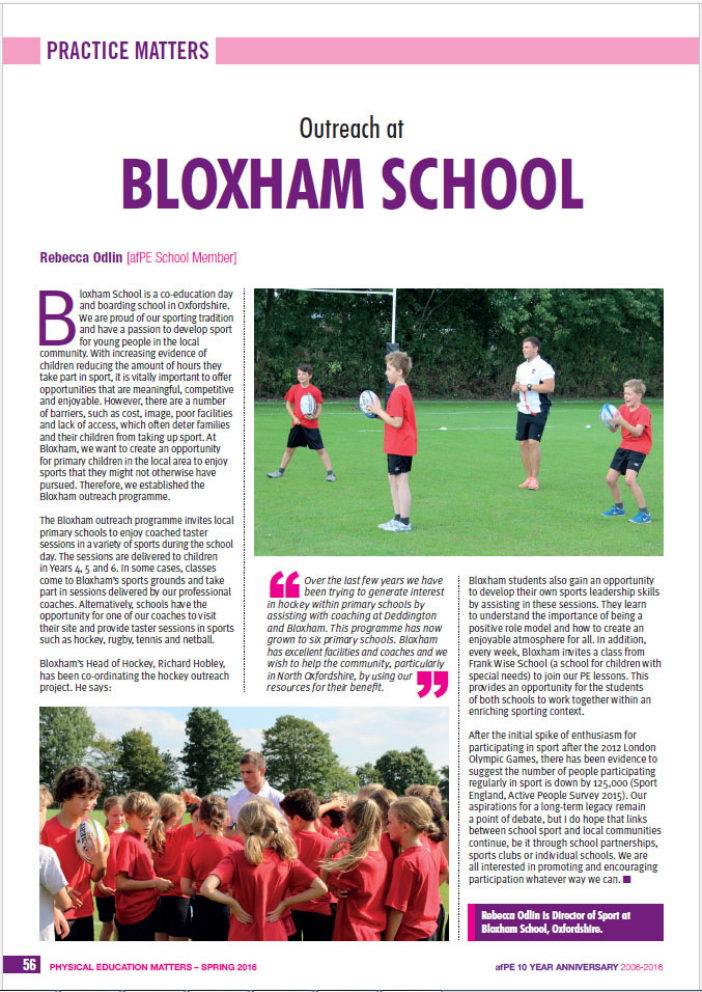 PRACTICE MATTERS
Outreach at
BLOXHAM SCHOOL
Rebecca Odlin [afPE School Member]
Bloxham School is a co-education day
and boarding school in Oxfordshire.
We are proud of our sporting tradition
and have a passion to develop sport
for young people in the local
community. With increasing evidence of
children reducing the amount of hours they
take part in sport, it is vitally important to offer
opportunities that are meaningful, competitive
and enjoyable. However, there are a number
of barriers, such as cost, image, poor facilities
and lack of access, which often deter families
and their children from taking up sport. At
Bloxham, we want to create an opportunity
for primary children in the local area to enjoy
sports that they might not otherwise have
pursued. Therefore, we established the
Bloxham outreach programme.
The Bloxham outreach programme invites local
primary schools to enjoy coached taster
sessions in a variety of sports during the school
day. The sessions are delivered to children
in Years 4, 5 and 6. In some cases, classes
come to Bloxham's sports grounds and take
part in sessions delivered by our professional
coaches. Alternatively, schools have the
opportunity for one of our coaches to visit
their site and provide taster sessions in sports
such as hockey, rugby, tennis and netball.
Bloxham's Head of Hockey, Richard Hobley,
has been co-ordinating the hockey outreach
project. He says:
“ Over the last few years we have
been trying to generate interest
in hockey within primary schools by
assisting with coaching at Deddington
and Bloxham. This programme has now
grown to six primary schools. Bloxham
has excellent facilities and coaches and we
wish to help the community, particularly
in North Oxfordshire, by using our
resources for their benefit. ”
Bloxham students also gain an opportunity
to develop their own sports leadership skills
by assisting in these sessions. They learn
to understand the importance of being a
positive role model and how to create an
enjoyable atmosphere for all. In addition,
every week, Bloxham invites a class from
Frank Wise School (a school for children with
special needs) to join our PE lessons. This
provides an opportunity for the students
of both schools to work together within an
enriching sporting context.
After the initial spike of enthusiasm for
participating in sport after the 2012 London
Olympic Games, there has been evidence to
suggest the number of people participating
regularly in sport is down by 125,000 (Sport
England, Active People Survey 2015). Our
aspirations for a long-term legacy remain
a point of debate, but I do hope that links
between school sport and local communities
continue, be it through school partnerships,
sports clubs or individual schools. We are
all interested in promoting and encouraging
participation whatever way we can. ■
Rebecca Odlin is Director of Sport at
Bloxham School, Oxfordshire.
56 PHYSICAL EDUCATION MATTERS – SPRING 2016
afPE 10 YEAR ANNIVERSARY 2006-2016